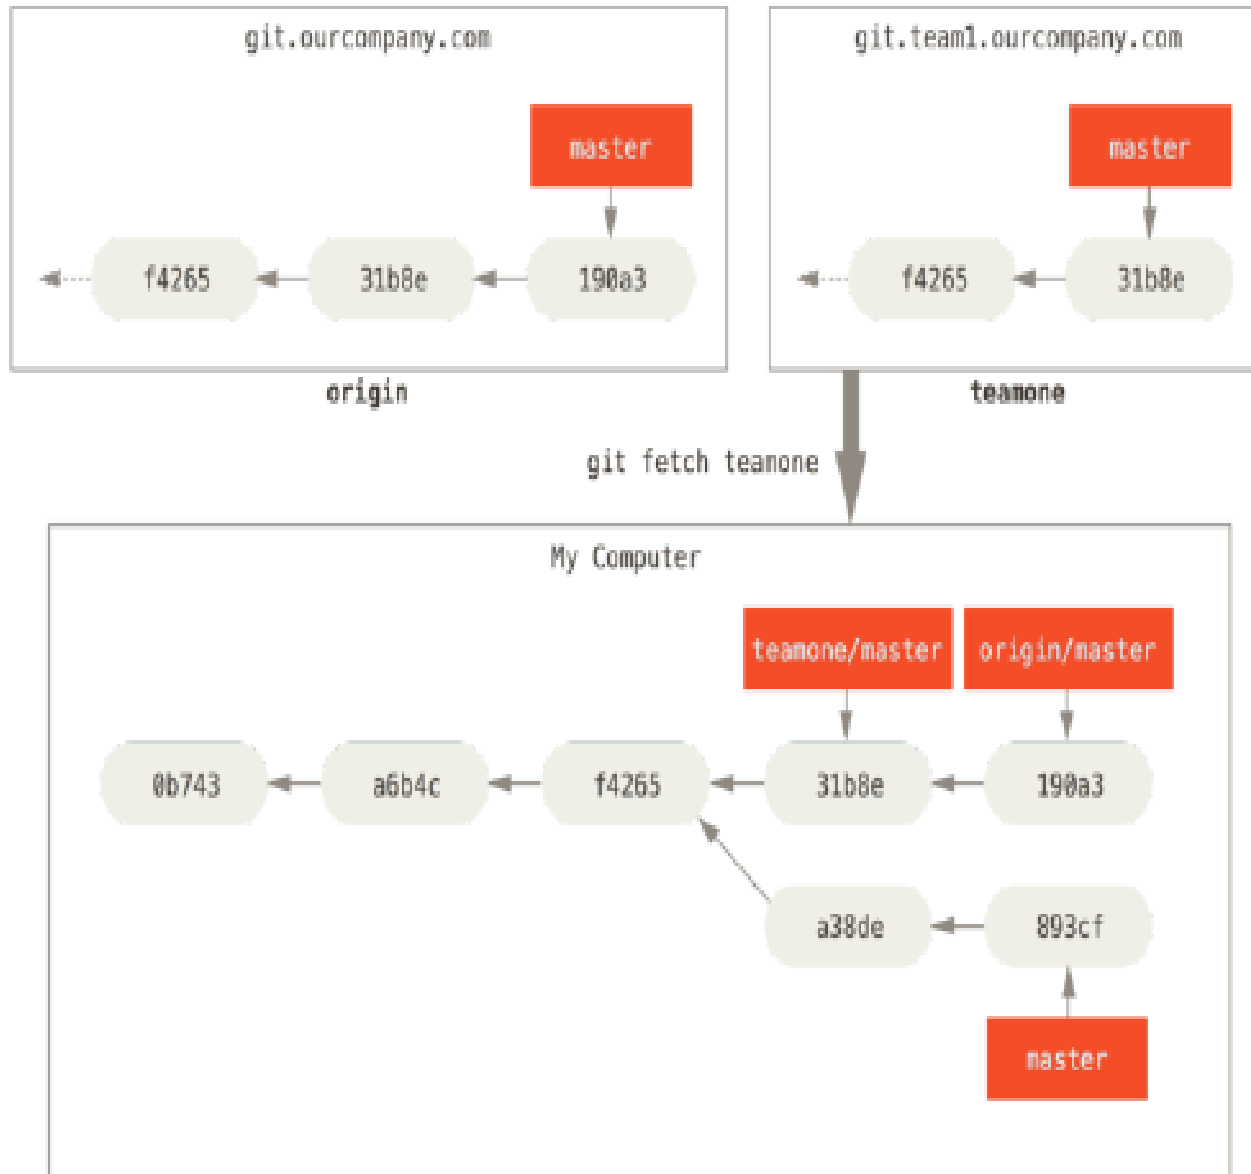 git.ourcompany.com
master
f4265 31b8e 190a3
origin
git.team1.ourcompany.com
master
f4265 31b8e
teamone
git fetch teamone
My Computer
teamone/master origin/master
0b743 a6b4c f4265 31b8e 190a3
a38de 893cf
master